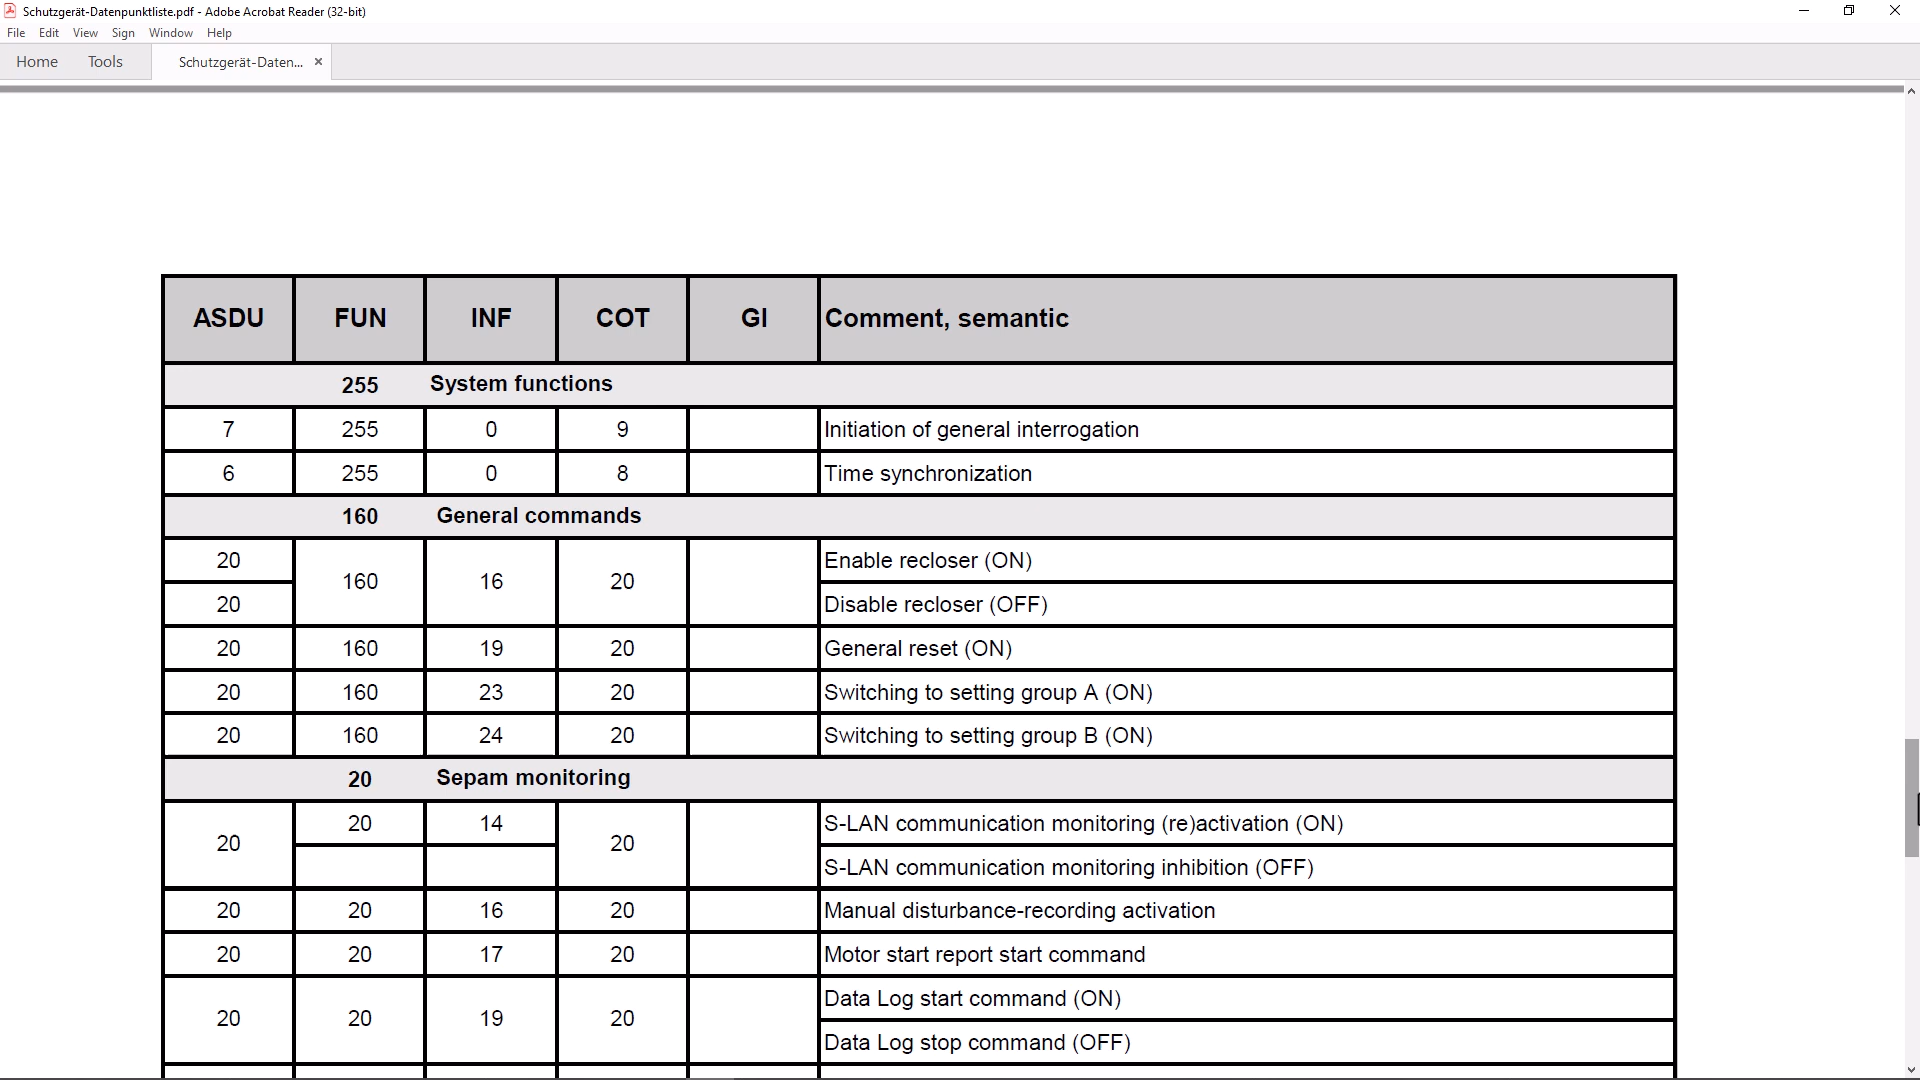 Schutzgerät-Datenpunktliste.pdf - Adobe Acrobat Reader (32-bit)
File Edit View Sign Window Help
Home Tools Schutzgerät-Daten... ×
ASDU FUN INF COT GI Comment, semantic
255 System functions
7 255 0 9 Initiation of general interrogation
6 255 0 8 Time synchronization
160 General commands
20 160 16 20 Enable recloser (ON)
20 Disable recloser (OFF)
20 160 19 20 General reset (ON)
20 160 23 20 Switching to setting group A (ON)
20 160 24 20 Switching to setting group B (ON)
20 Sepam monitoring
20 20 14 20 S-LAN communication monitoring (re)activation (ON)
S-LAN communication monitoring inhibition (OFF)
20 20 16 20 Manual disturbance-recording activation
20 20 17 20 Motor start report start command
20 20 19 20 Data Log start command (ON)
Data Log stop command (OFF)